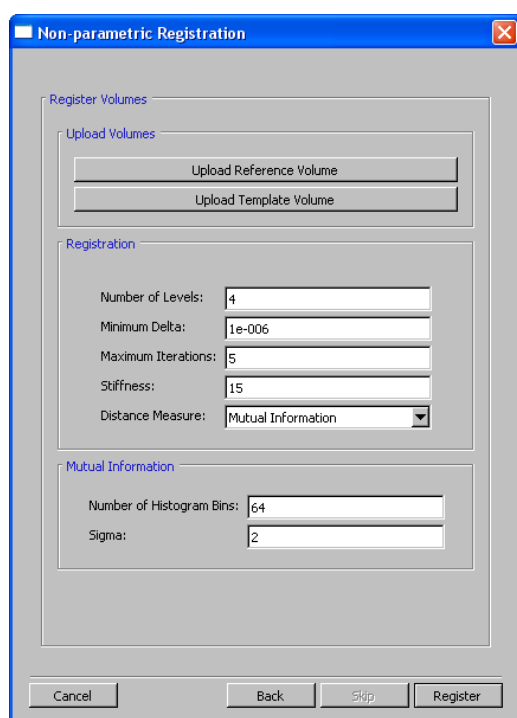 Non-parametric Registration
Register Volumes
Upload Volumes
Upload Reference Volume
Upload Template Volume
Registration
Number of Levels: 4
Minimum Delta: 1e-006
Maximum Iterations: 5
Stiffness: 15
Distance Measure: Mutual Information
Mutual Information
Number of Histogram Bins: 64
Sigma: 2
Cancel Back Skip Register